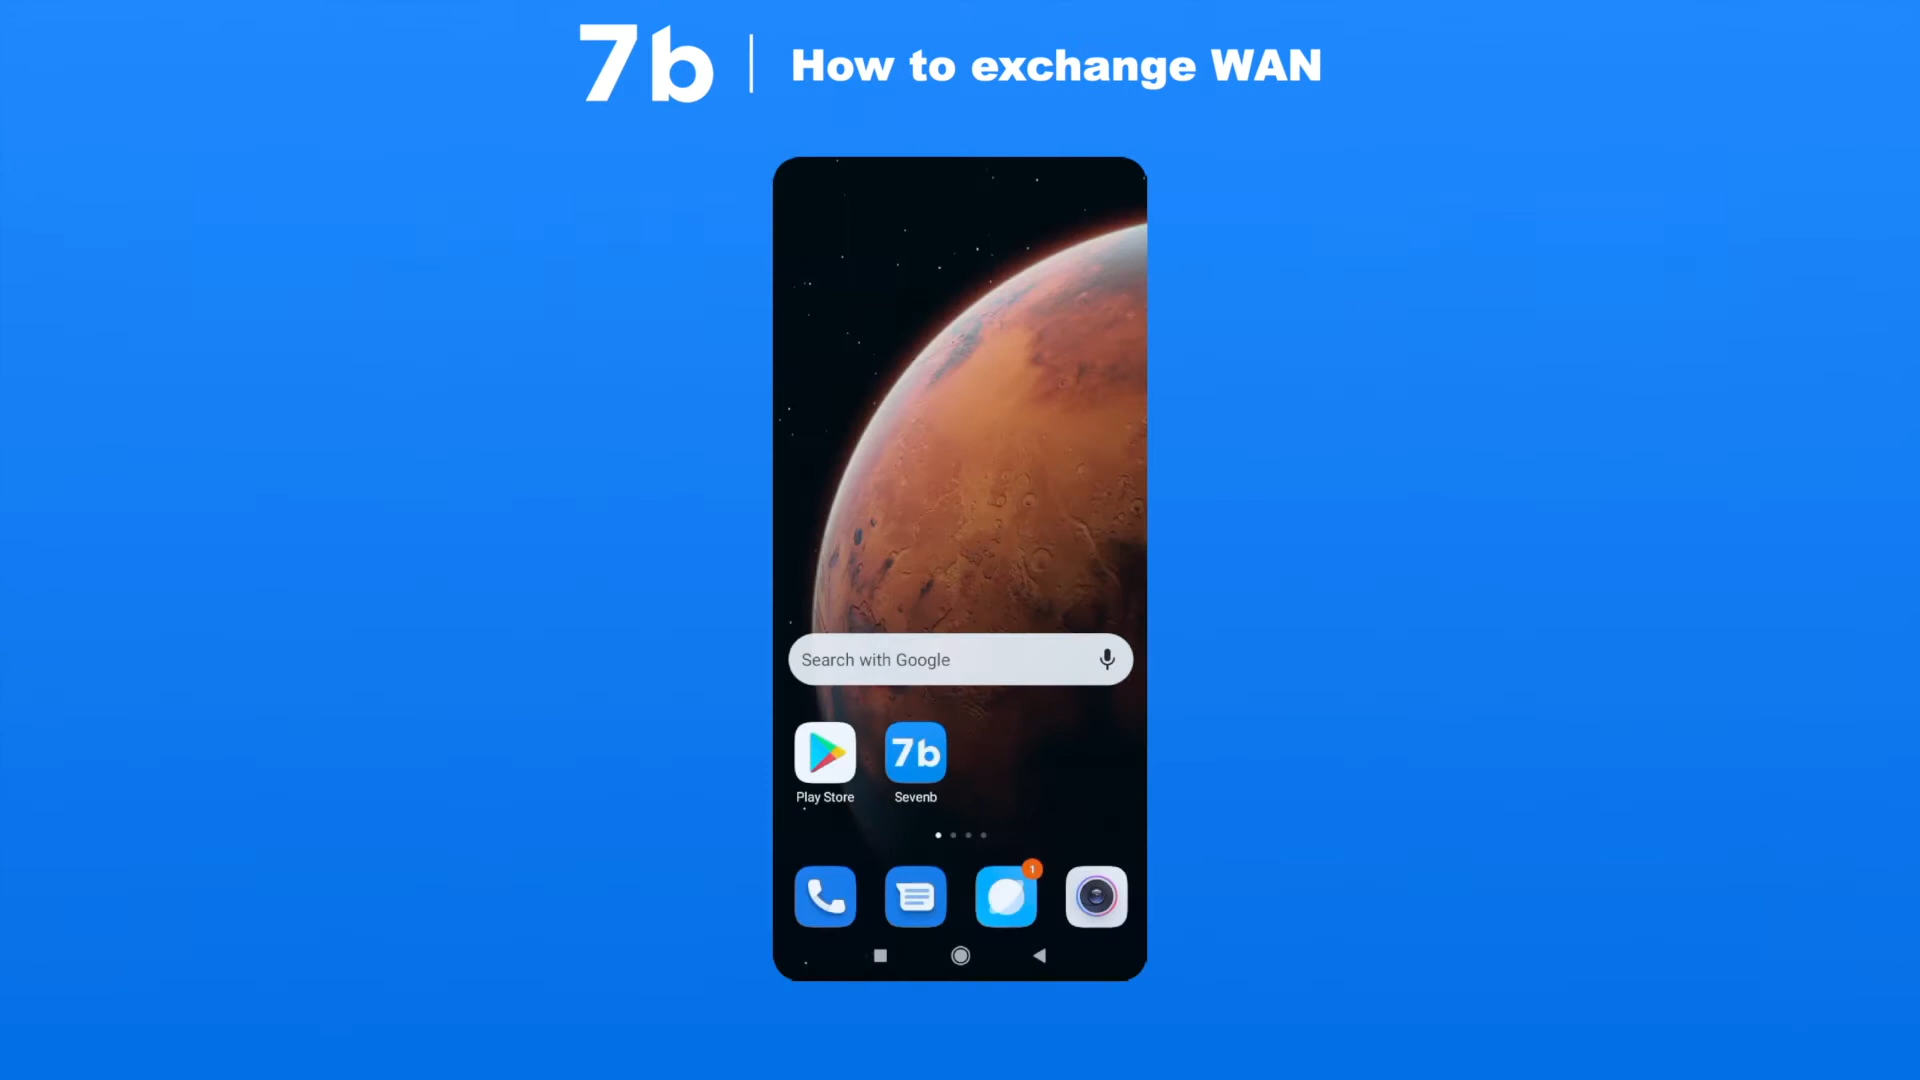 7b | How to exchange WAN
Search with Google
7b
Play Store
Sevenb
1